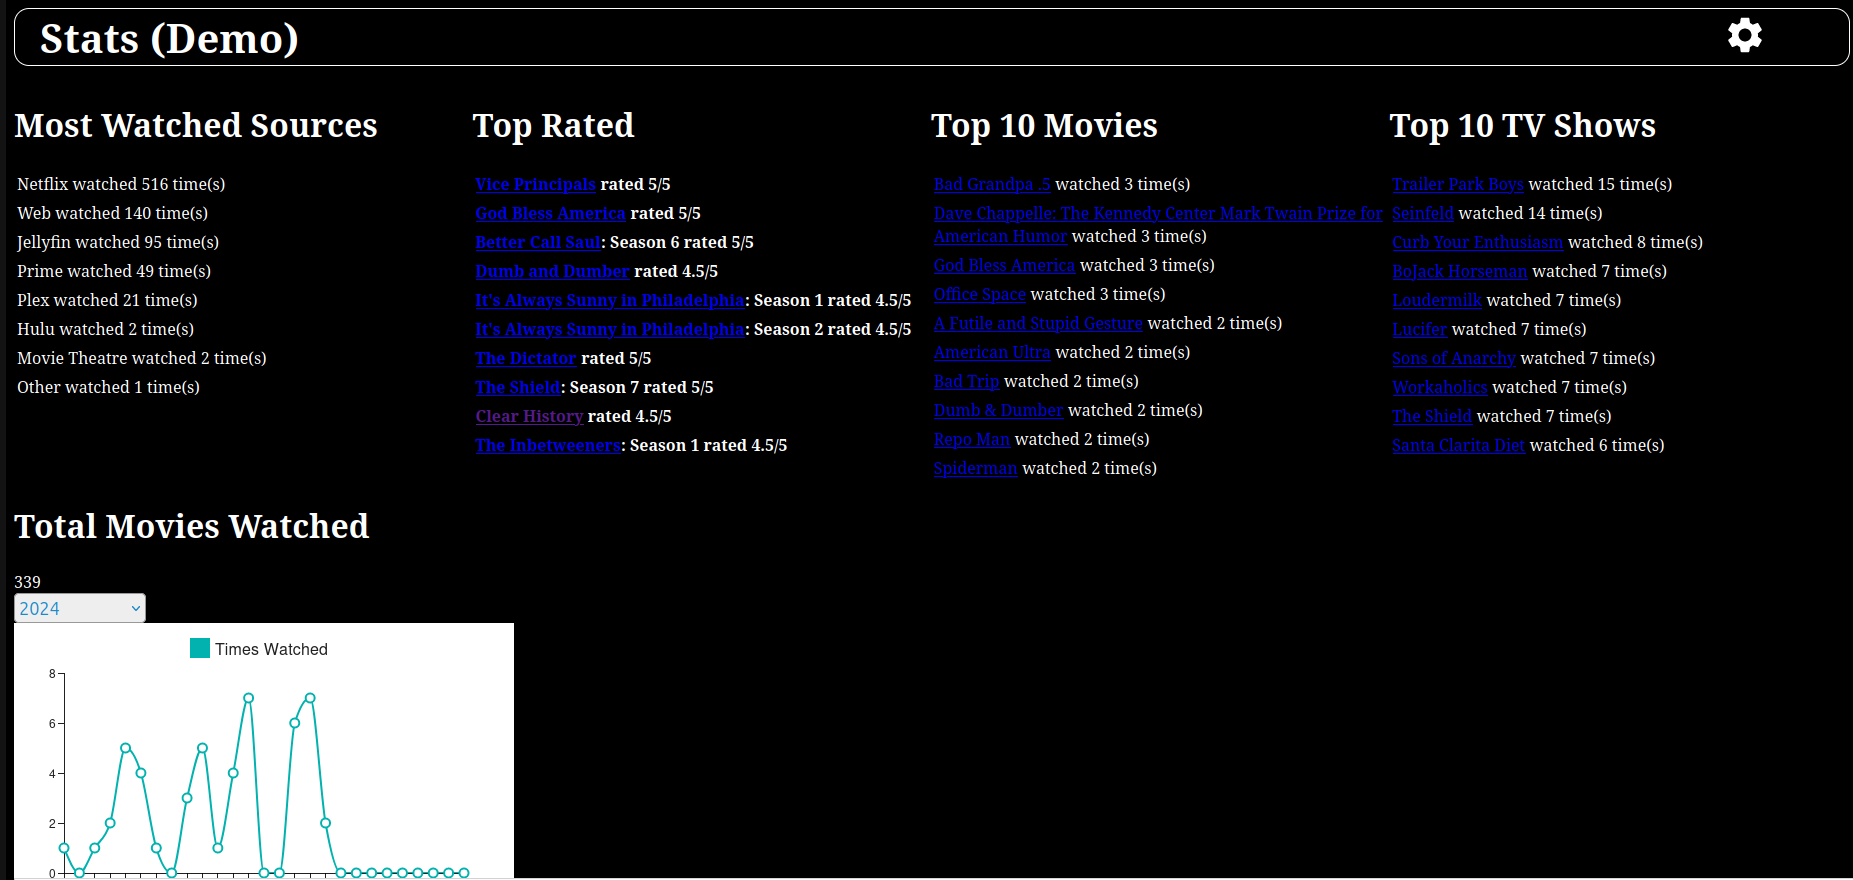 Stats (Demo)
Most Watched Sources
Netflix watched 516 time(s)
Web watched 140 time(s)
Jellyfin watched 95 time(s)
Prime watched 49 time(s)
Plex watched 21 time(s)
Hulu watched 2 time(s)
Movie Theatre watched 2 time(s)
Other watched 1 time(s)
Top Rated
Vice Principals rated 5/5
God Bless America rated 5/5
Better Call Saul: Season 6 rated 5/5
Dumb and Dumber rated 4.5/5
It's Always Sunny in Philadelphia: Season 1 rated 4.5/5
It's Always Sunny in Philadelphia: Season 2 rated 4.5/5
The Dictator rated 5/5
The Shield: Season 7 rated 5/5
Clear History rated 4.5/5
The Inbetweeners: Season 1 rated 4.5/5
Top 10 Movies
Bad Grandpa .5 watched 3 time(s)
Dave Chappelle: The Kennedy Center Mark Twain Prize for
American Humor watched 3 time(s)
God Bless America watched 3 time(s)
Office Space watched 3 time(s)
A Futile and Stupid Gesture watched 2 time(s)
American Ultra watched 2 time(s)
Bad Trip watched 2 time(s)
Dumb & Dumber watched 2 time(s)
Repo Man watched 2 time(s)
Spiderman watched 2 time(s)
Top 10 TV Shows
Trailer Park Boys watched 15 time(s)
Seinfeld watched 14 time(s)
Curb Your Enthusiasm watched 8 time(s)
BoJack Horseman watched 7 time(s)
Loudermilk watched 7 time(s)
Lucifer watched 7 time(s)
Sons of Anarchy watched 7 time(s)
Workaholics watched 7 time(s)
The Shield watched 7 time(s)
Santa Clarita Diet watched 6 time(s)
Total Movies Watched
339
2024
Times Watched
8
6
4
2
0